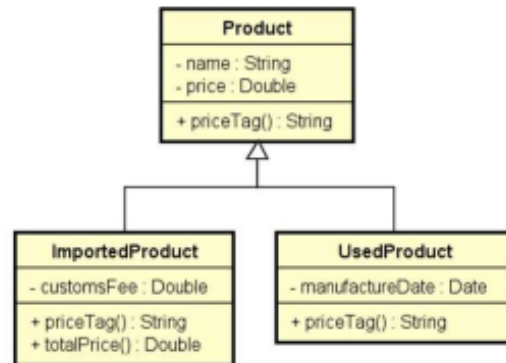 Product
- name : String
- price : Double
+ priceTag() : String
ImportedProduct
- customsFee : Double
+ priceTag() : String
+ totalPrice() : Double
UsedProduct
- manufactureDate : Date
+ priceTag() : String